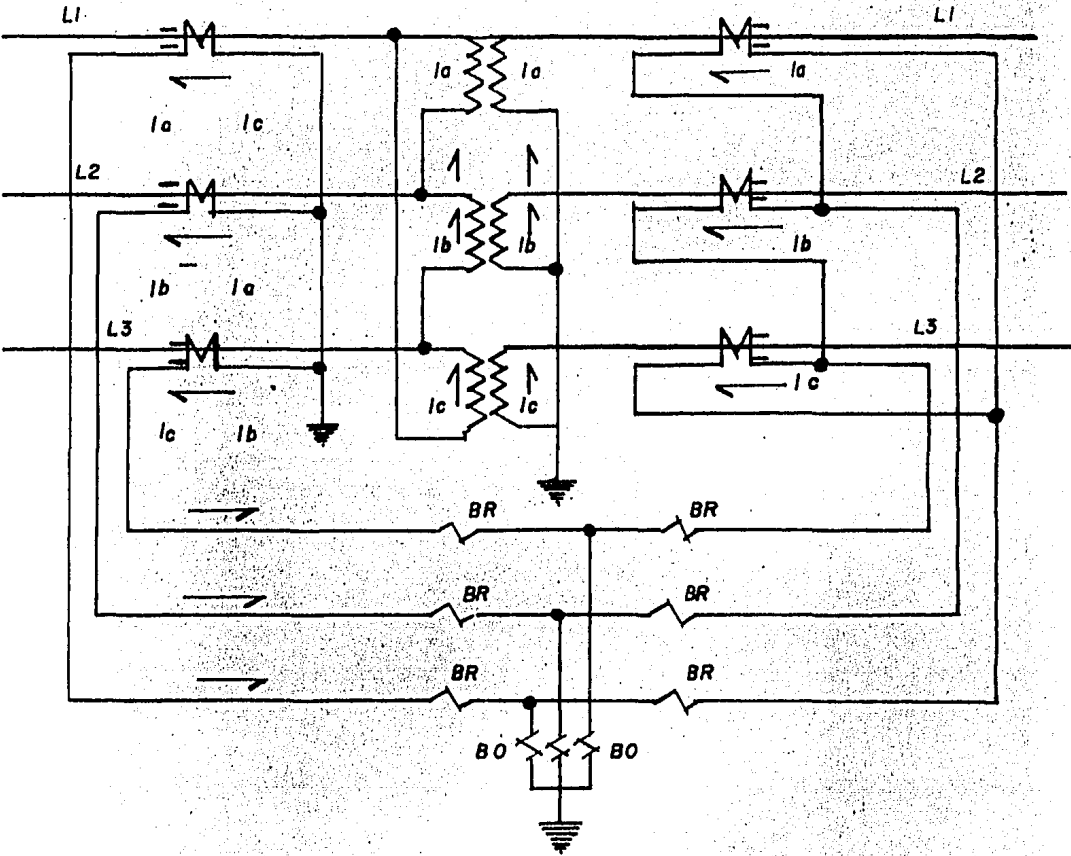 L1 L1
Ia Ia Ia
Ia Ic
L2 L2
Ib Ib Ib
Ib Ia
L3 L3
Ic Ic Ic
Ic Ib
BR BR
BR BR
BR BR
BO BO